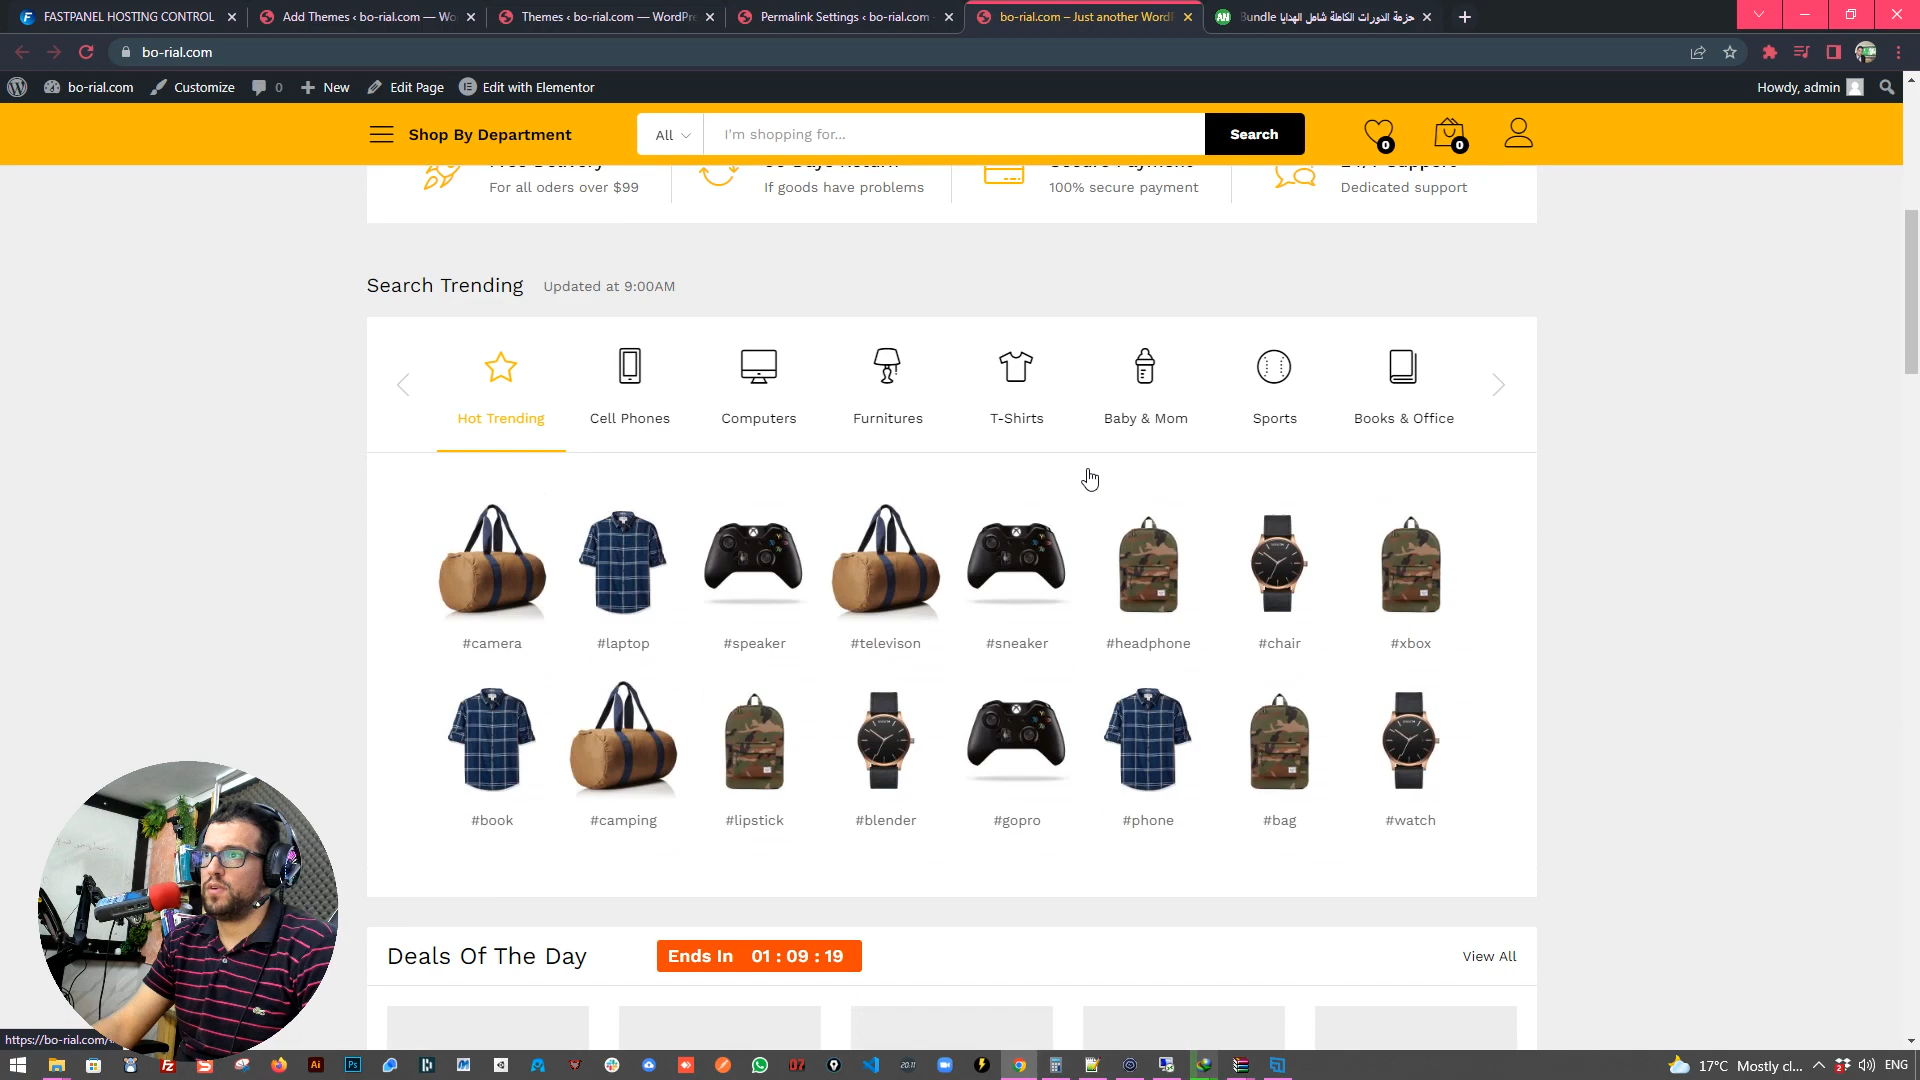 FASTPANEL HOSTING CONTROL
Add Themes ‹ bo-rial.com — Wo
Themes ‹ bo-rial.com — WordPre
Permalink Settings ‹ bo-rial.com
bo-rial.com – Just another WordP
AN
Bundle حزمة الدورات الكاملة شامل الهدايا
bo-rial.com
bo-rial.com
Customize
0
New
Edit Page
Edit with Elementor
Howdy, admin
Shop By Department
All
I'm shopping for...
Search
0
0
For all oders over $99
If goods have problems
100% secure payment
Dedicated support
Search Trending
Updated at 9:00AM
Hot Trending
Cell Phones
Computers
Furnitures
T-Shirts
Baby & Mom
Sports
Books & Office
#camera
#laptop
#speaker
#televison
#sneaker
#headphone
#chair
#xbox
#book
#camping
#lipstick
#blender
#gopro
#phone
#bag
#watch
Deals Of The Day
Ends In 01 : 09 : 19
View All
https://bo-rial.com/
Ai
Ps
17°C Mostly cl...
ENG